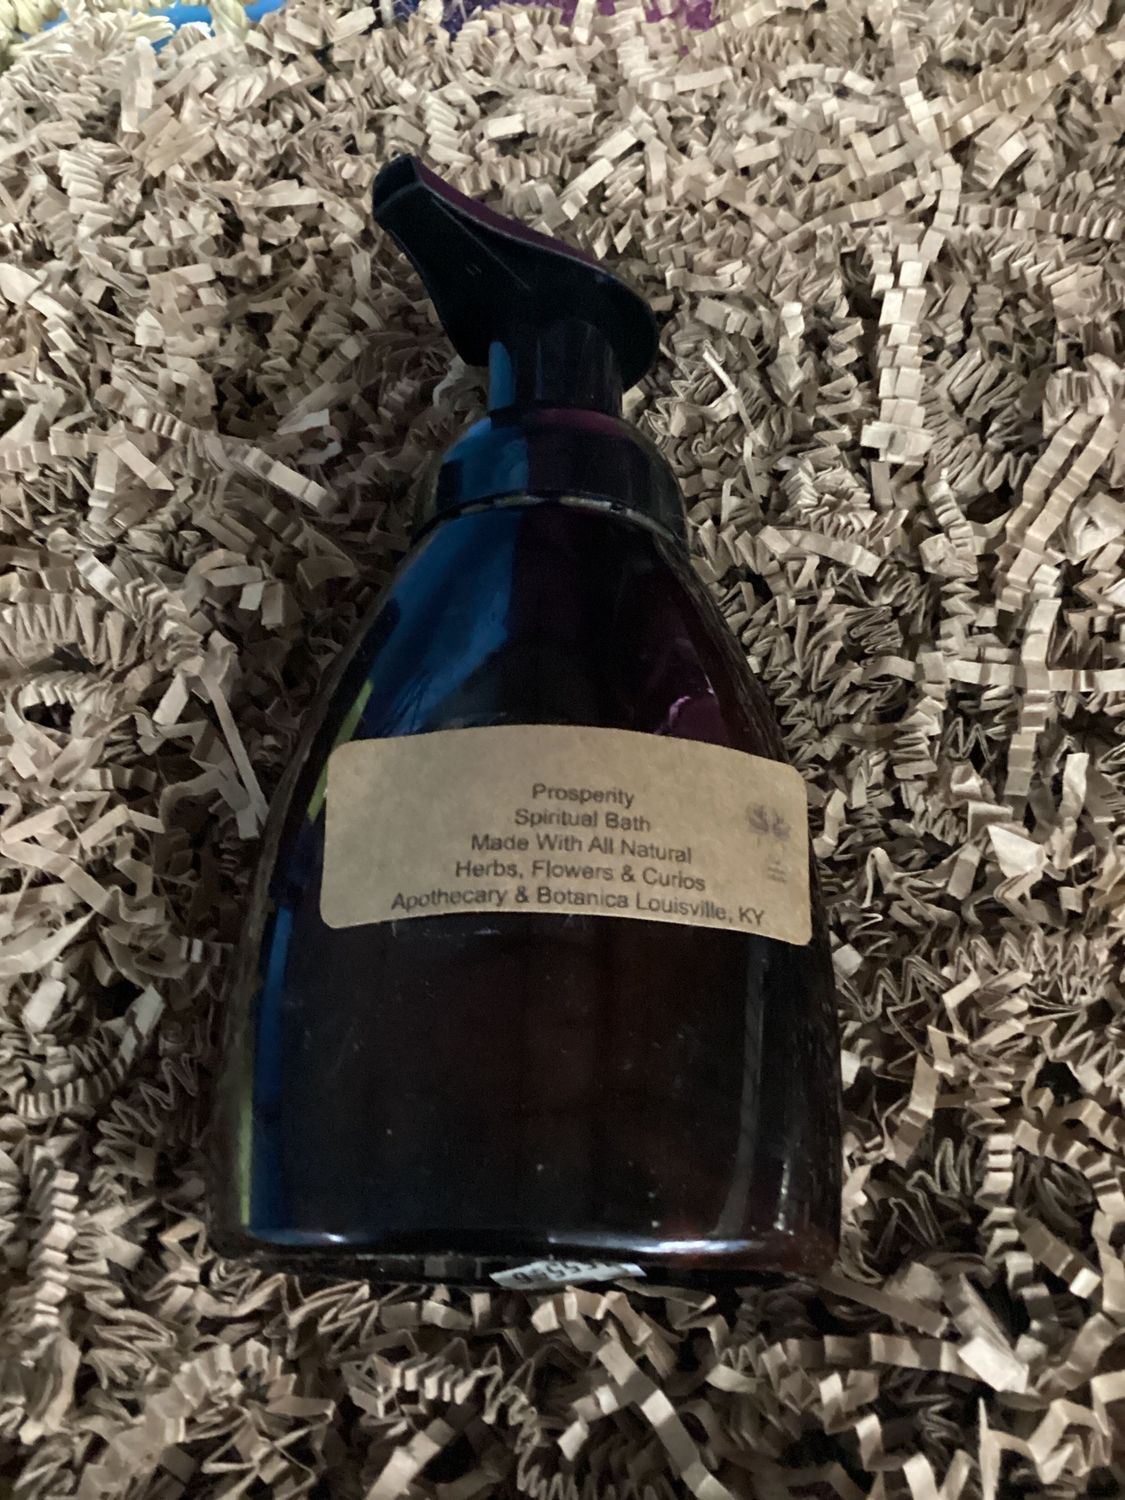 Prosperity
Spiritual Bath
Made With All Natural
Herbs, Flowers & Curios
Apothecary & Botanica Louisville, KY